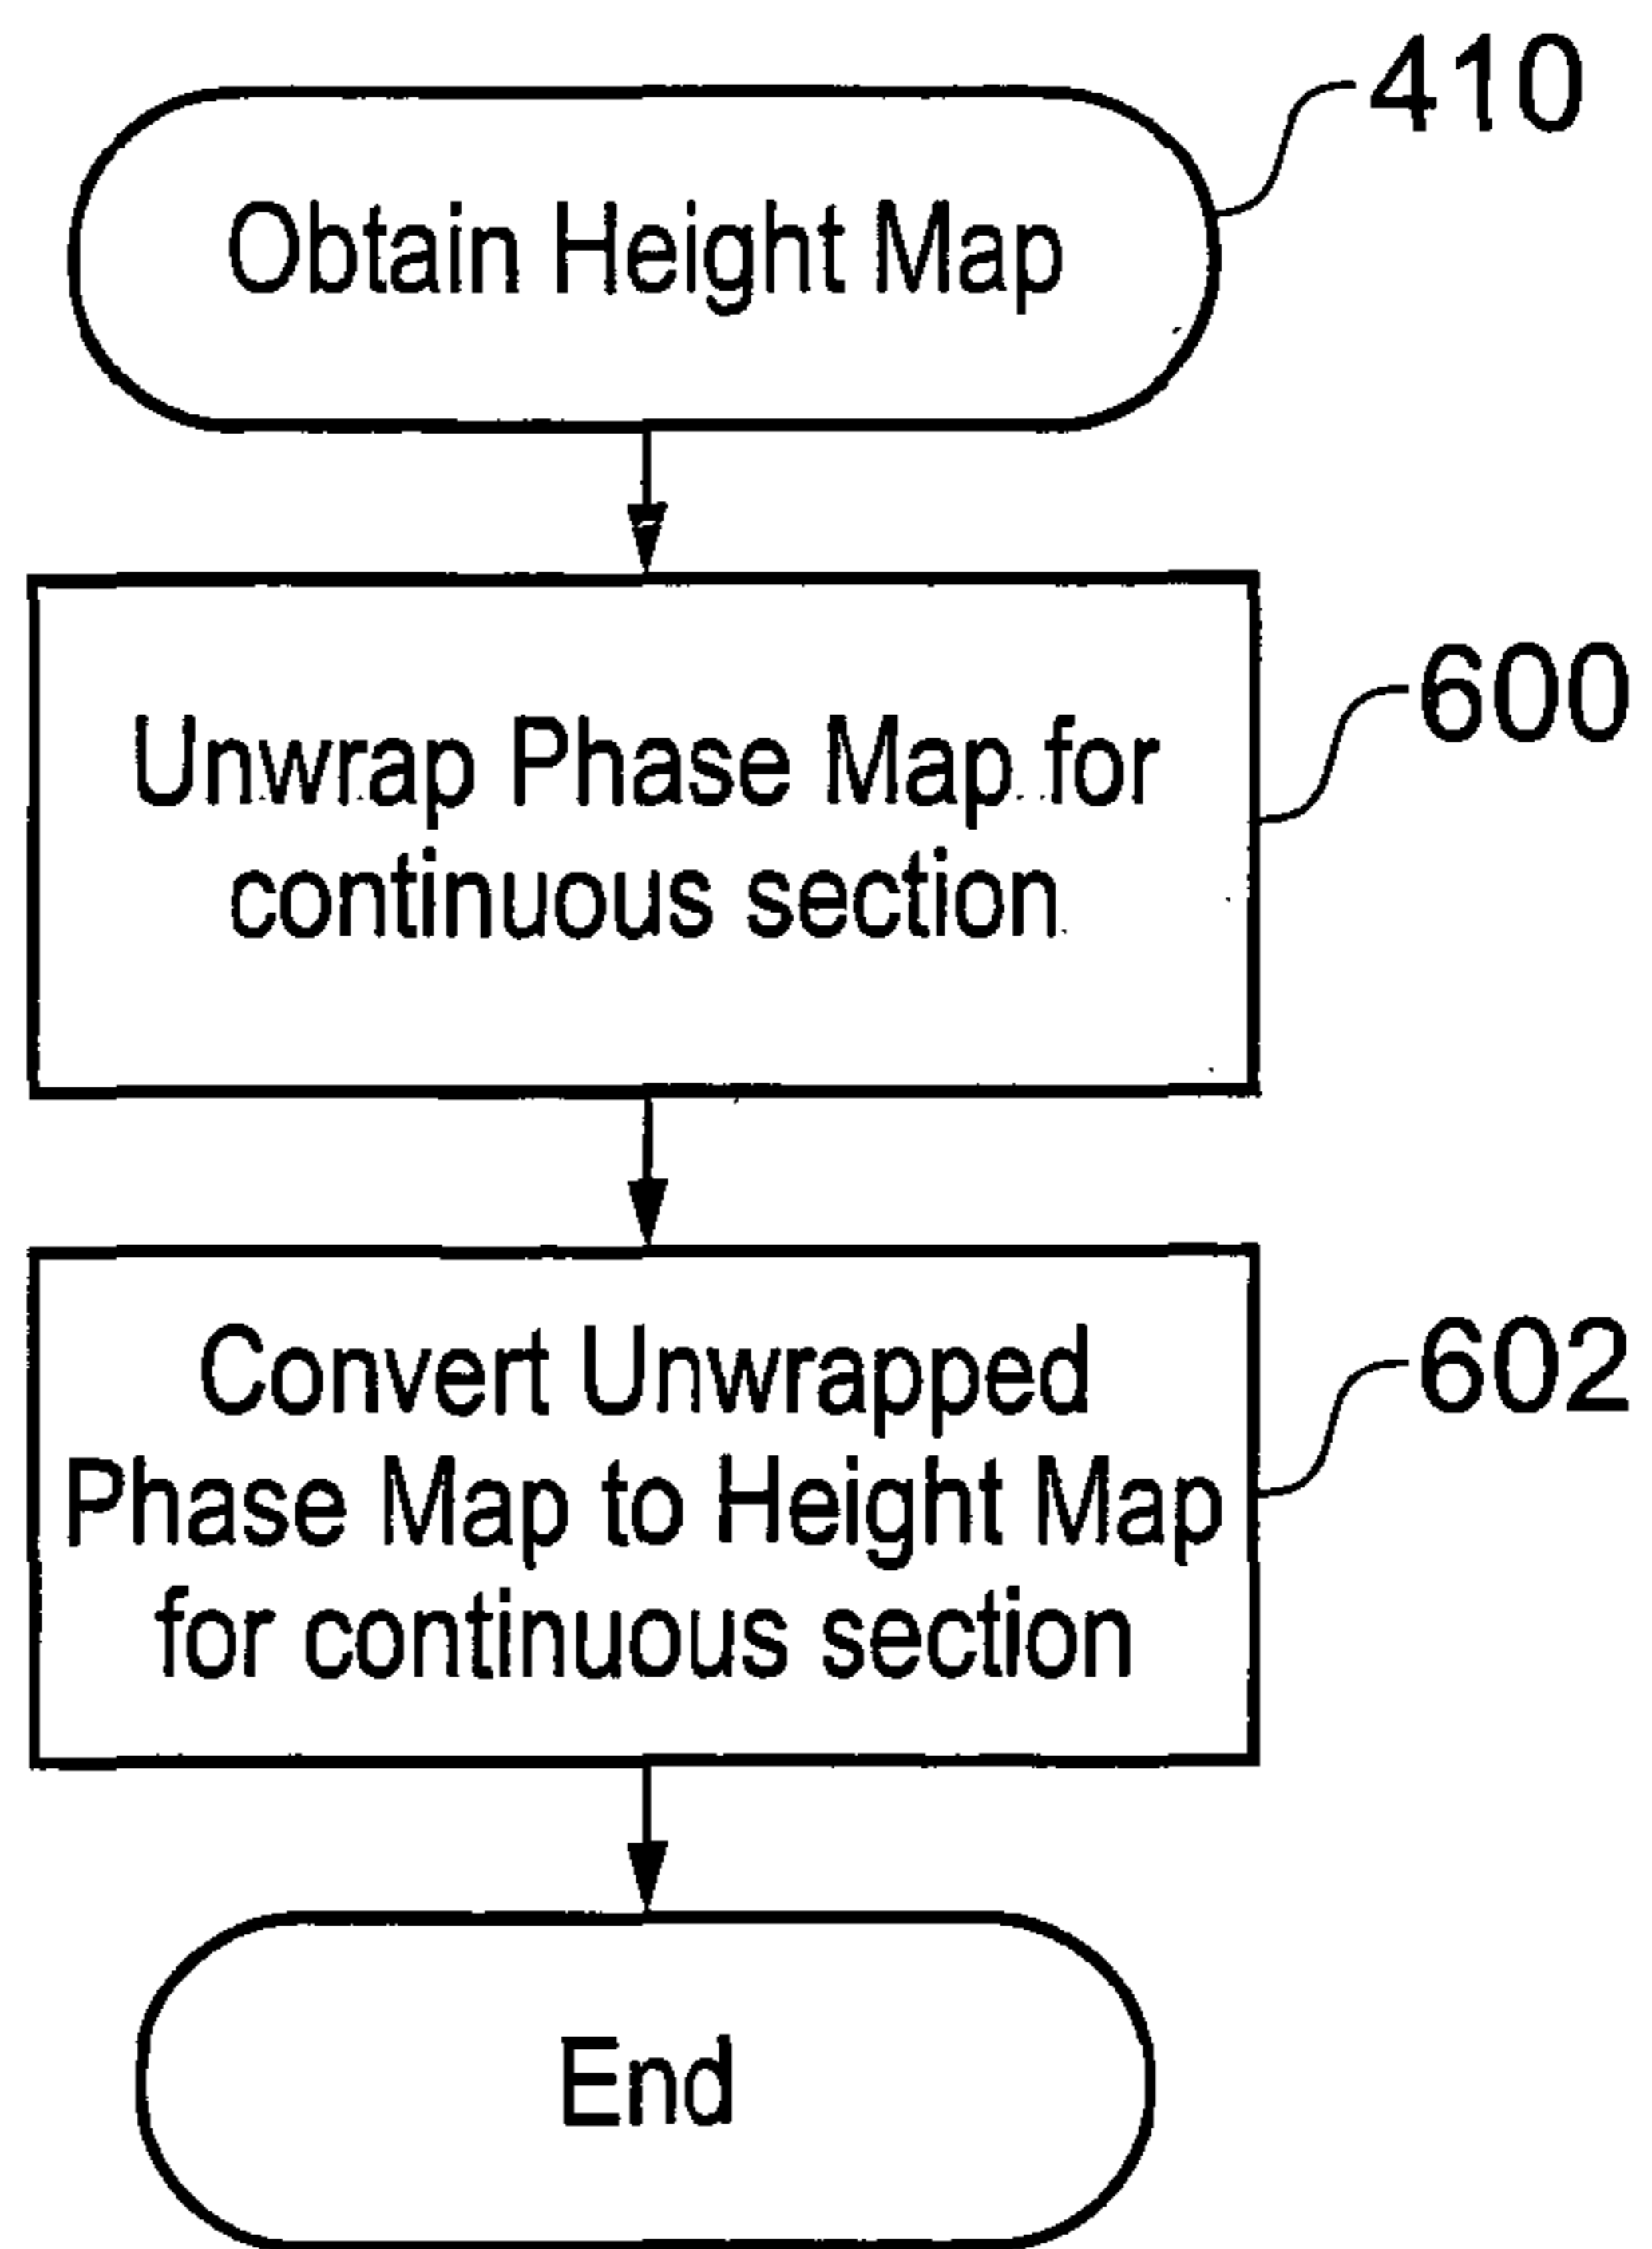 410
Obtain Height Map
600
Unwrap Phase Map for
continuous section
Convert Unwrapped
602
Phase Map to Height Map
for continuous section
End